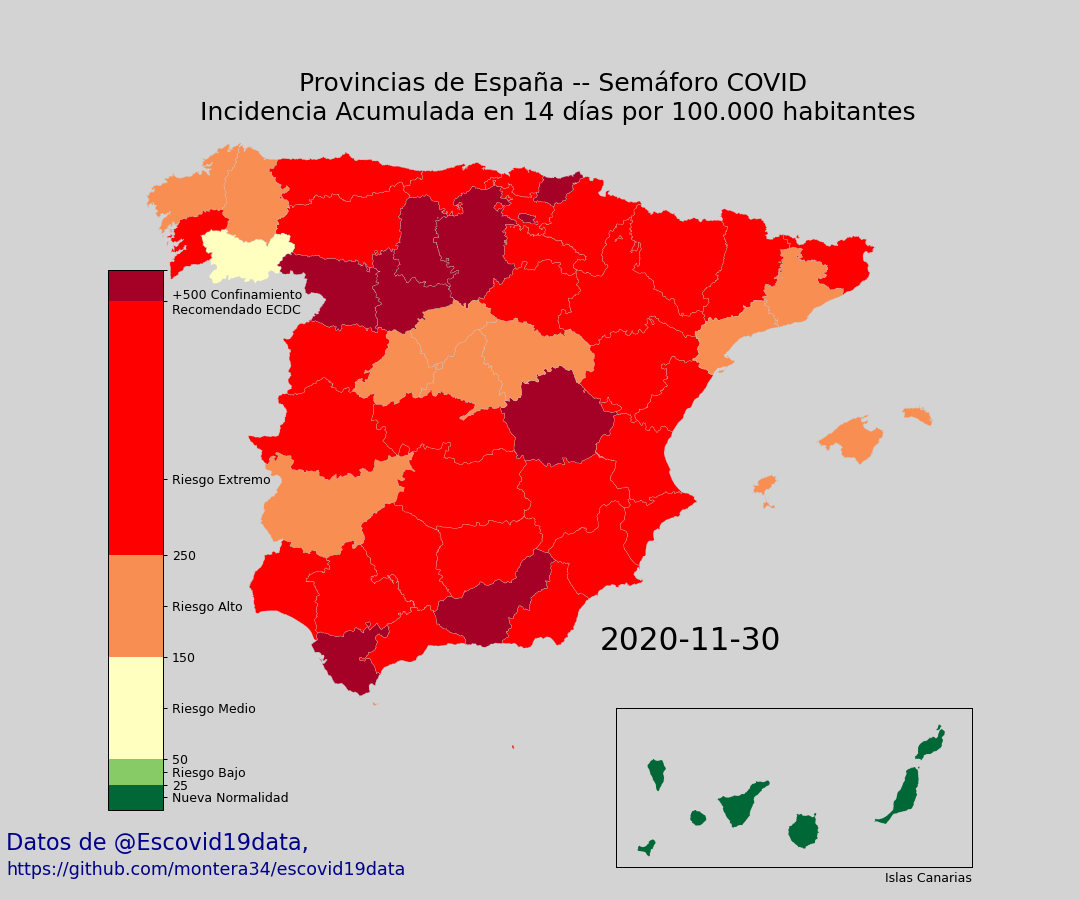 Provincias de España -- Semáforo COVID
Incidencia Acumulada en 14 días por 100.000 habitantes
+500 Confinamiento
Recomendado ECDC
Riesgo Extremo
250
Riesgo Alto
150
Riesgo Medio
50
Riesgo Bajo
25
Nueva Normalidad
2020-11-30
Islas Canarias
Datos de @Escovid19data,
https://github.com/montera34/escovid19data